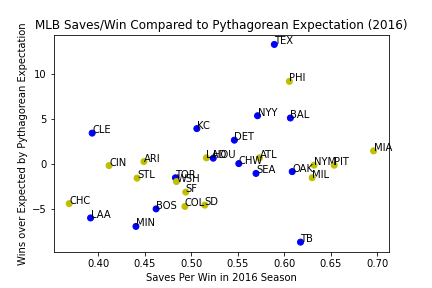 MLB Saves/Win Compared to Pythagorean Expectation (2016)
Wins over Expected by Pythagorean Expectation
10
5
0
−5
TEX
PHI
NYY
BAL
KC
CLE
DET
MIA
LAD
HOU
ATL
ARI
CHW
CIN
NYM
PIT
OAK
SEA
STL
TOR
WSH
MIL
SF
CHC
COL
SD
BOS
LAA
MIN
TB
0.40
0.45
0.50
0.55
0.60
0.65
0.70
Saves Per Win in 2016 Season